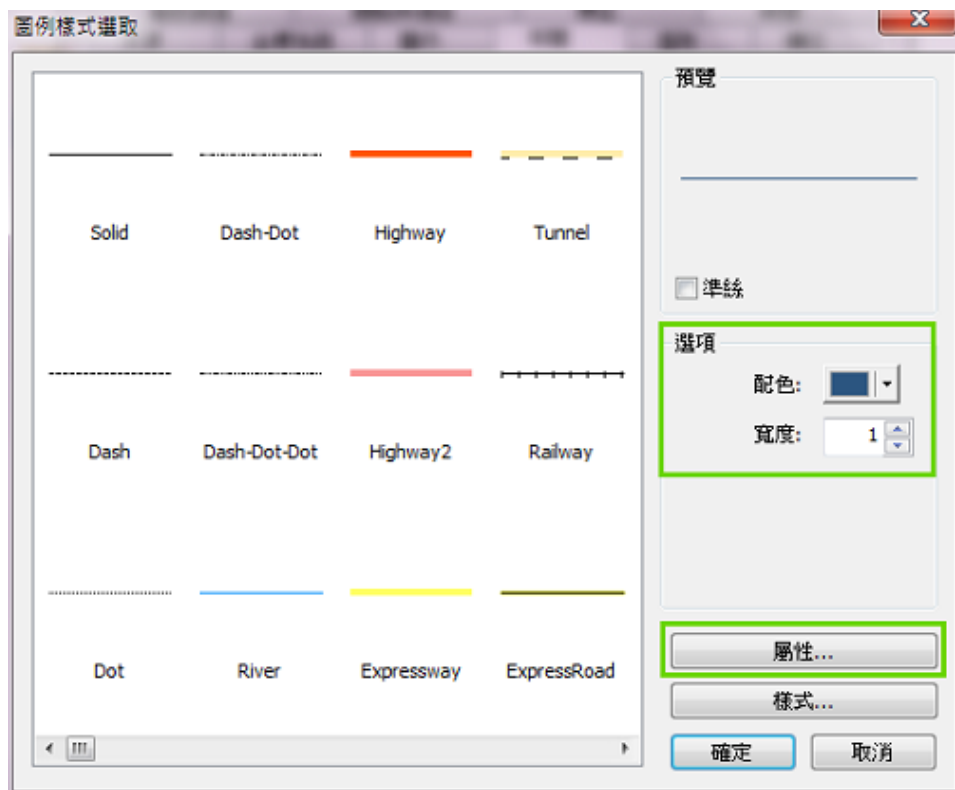 圖例樣式選取
Solid
Dash-Dot
Highway
Tunnel
Dash
Dash-Dot-Dot
Highway2
Railway
Dot
River
Expressway
ExpressRoad
預覽
準絲
選項
配色:
寬度: 1
屬性...
樣式...
確定
取消